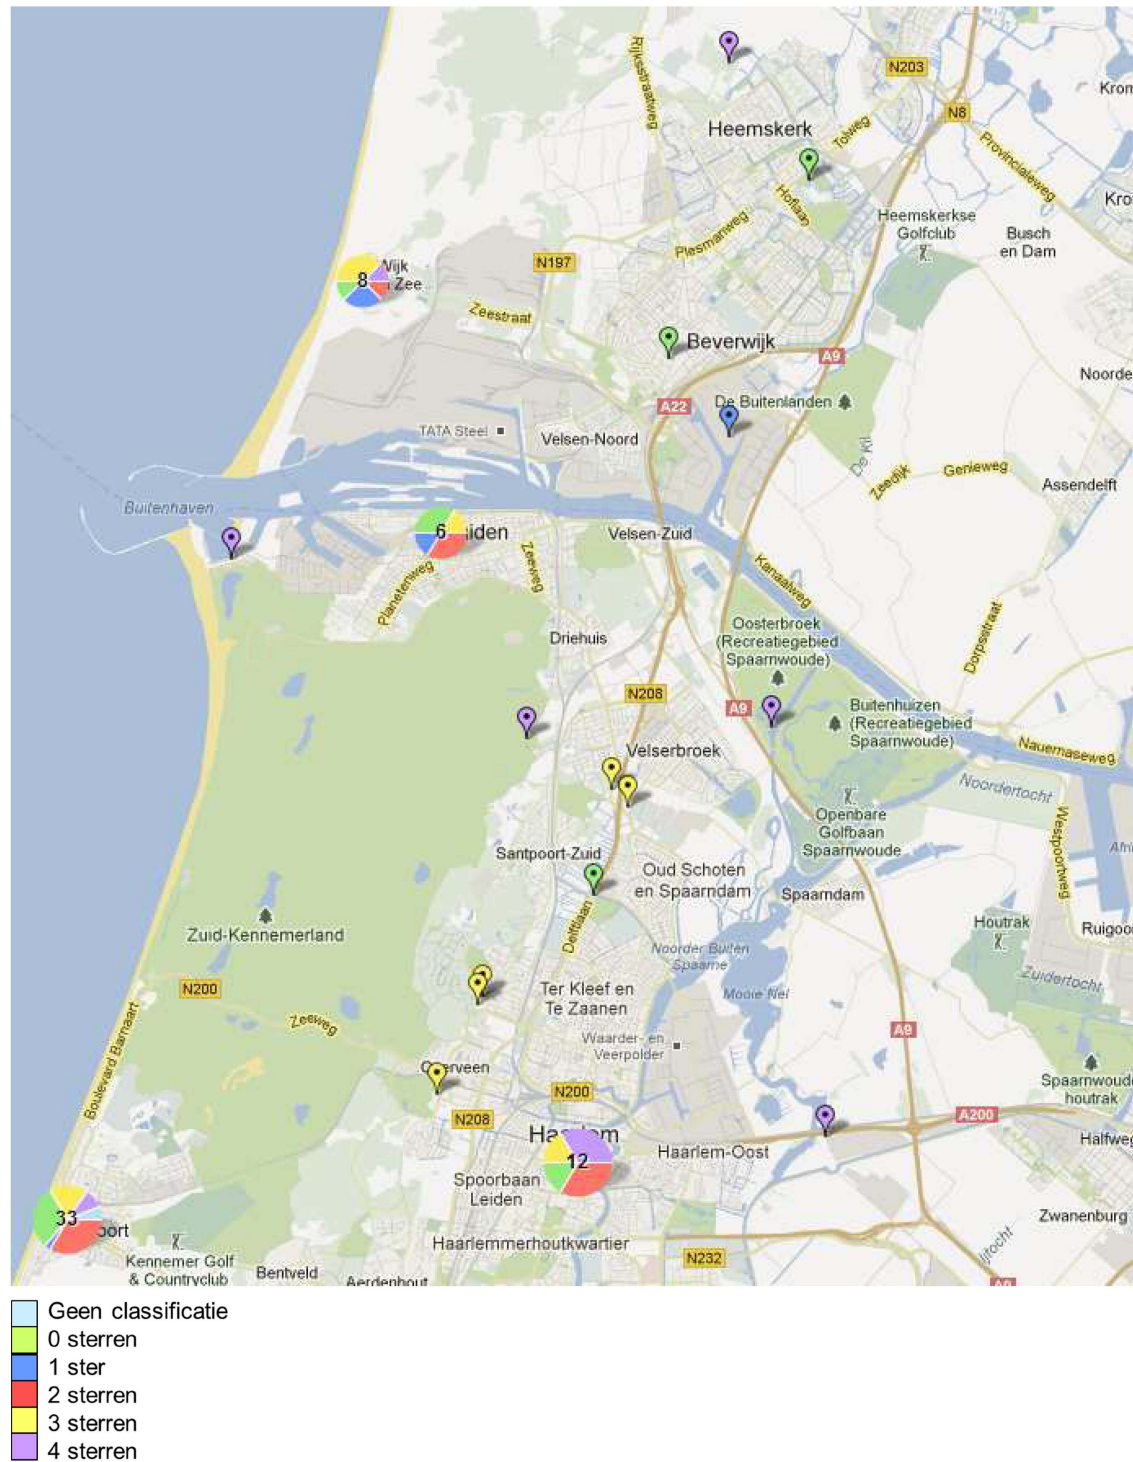 Rijksstraatweg
N203
Heemskerk
Tolweg
N8
Provincialeweg
Hoflaan
Plesmanweg
Heemskerkse
Golfclub
Busch
en Dam
8
Wijk
Zee
N197
Zeestraat
Beverwijk
A9
A22
De Buitenlanden
TATA Steel
Velsen-Noord
De Kil
Zeedijk
Genieweg
Assendelft
Buitenhaven
6
Velsen-Zuid
Zeeweg
Planetenweg
Kanaalweg
Driehuis
Oosterbroek
(Recreatiegebied
Spaarnwoude)
Dorpsstraat
N208
A9
Buitenhuizen
(Recreatiegebied
Spaarnwoude)
Velserbroek
Nauernaseweg
Noordertocht
Openbare
Golfbaan
Spaarnwoude
Westpoortweg
Santpoort-Zuid
Oud Schoten
en Spaarndam
Spaarndam
Delftlaan
Zuid-Kennemerland
Houtrak
Noorder Buiten
Spaarne
Zuidertocht
N200
Ter Kleef en
Te Zaanen
Mooie Nel
Zeeweg
Waarder- en
Veerpolder
A9
Boulevard Barnaart
N200
Spaarnwoude
houtrak
N208
A200
Haarlem-Oost
12
Spoorbaan
Leiden
33
Zwanenburg
Haarlemmerhoutkwartier
N232
Kennemer Golf
& Countryclub
Bentveld
Aerdenhout
A9
Geen classificatie
0 sterren
1 ster
2 sterren
3 sterren
4 sterren